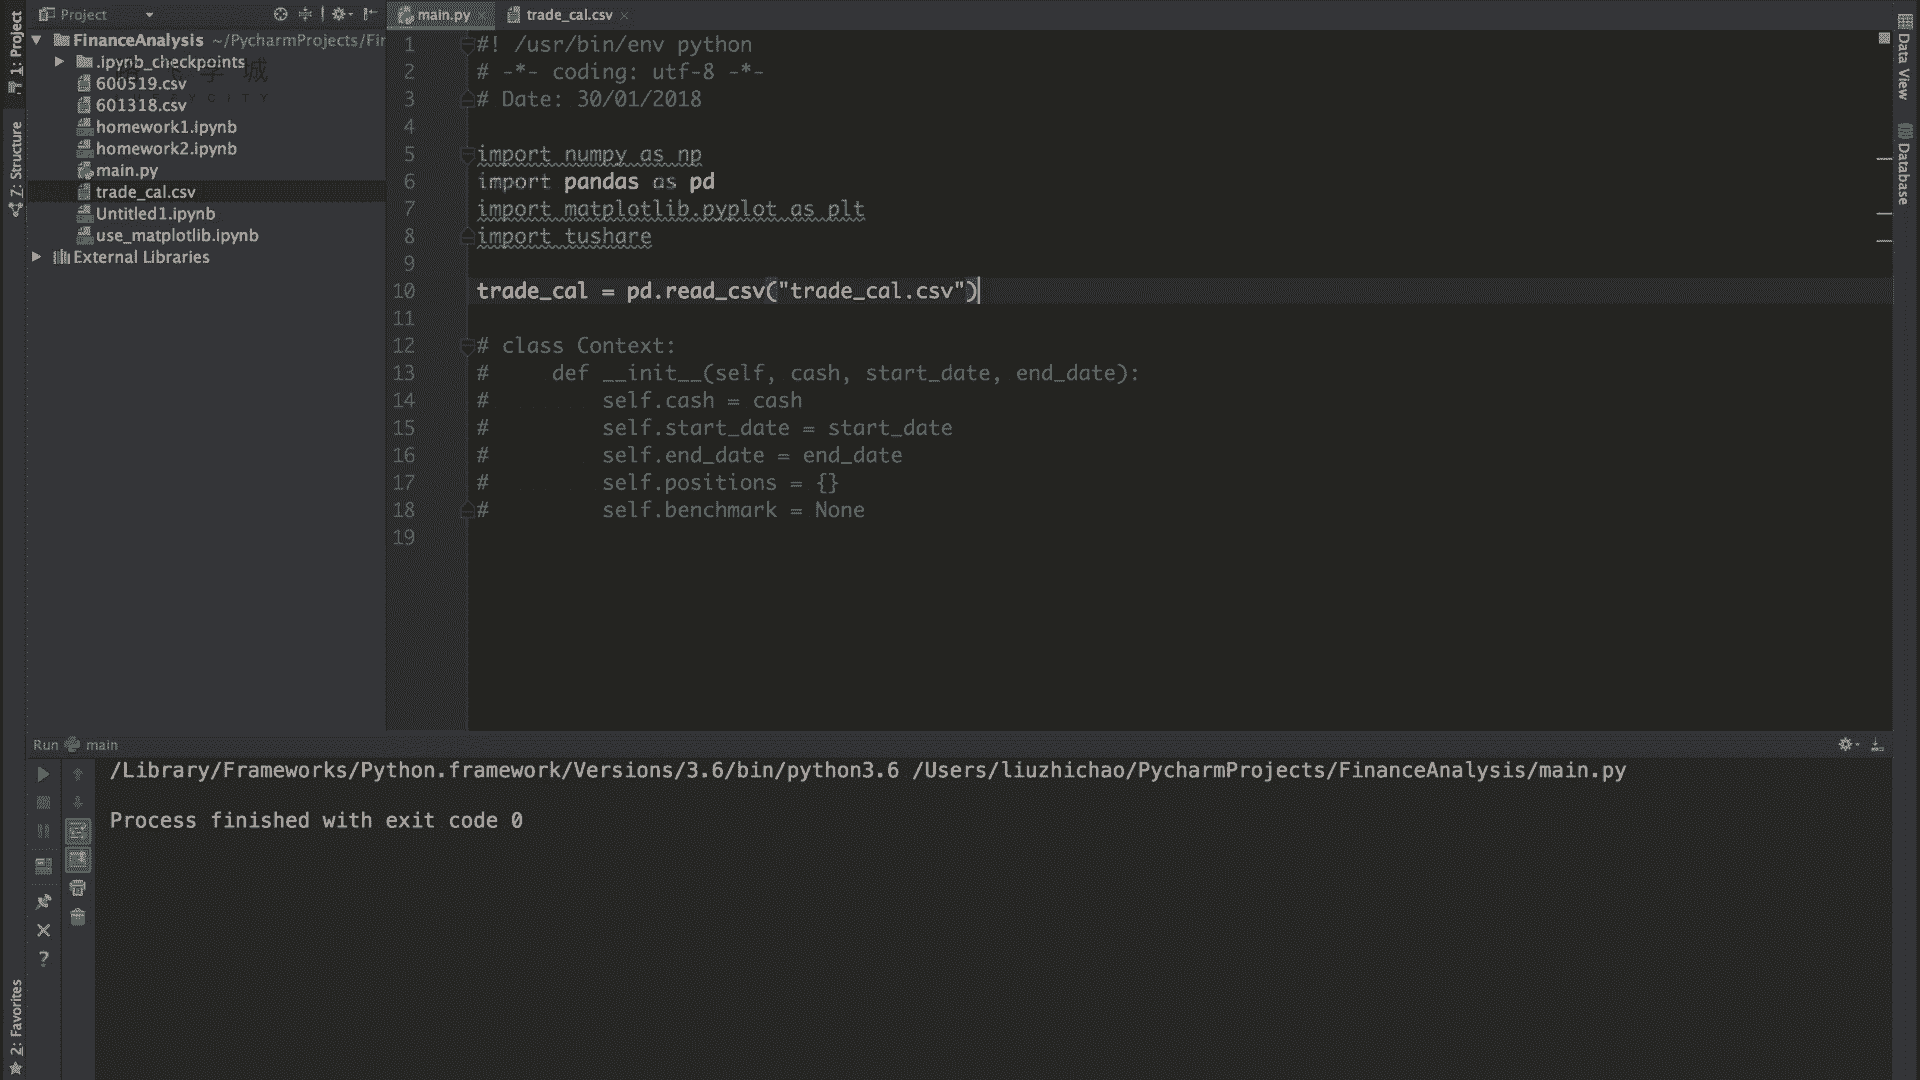 Project
main.py
trade_cal.csv
1: Project
7: Structure
2: Favorites
FinanceAnalysis ~/PycharmProjects/Fir
.ipynb_checkpoints
600519.csv
601318.csv
homework1.ipynb
homework2.ipynb
main.py
trade_cal.csv
Untitled1.ipynb
use_matplotlib.ipynb
External Libraries
1 #! /usr/bin/env python
2 # -*- coding: utf-8 -*-
3 # Date: 30/01/2018
4
5 import numpy as np
6 import pandas as pd
7 import matplotlib.pyplot as plt
8 import tushare
9
10 trade_cal = pd.read_csv("trade_cal.csv")
11
12 # class Context:
13 #     def __init__(self, cash, start_date, end_date):
14 #         self.cash = cash
15 #         self.start_date = start_date
16 #         self.end_date = end_date
17 #         self.positions = {}
18 #         self.benchmark = None
19
Data View
Database
Run main
/Library/Frameworks/Python.framework/Versions/3.6/bin/python3.6 /Users/liuzhichao/PycharmProjects/FinanceAnalysis/main.py
Process finished with exit code 0